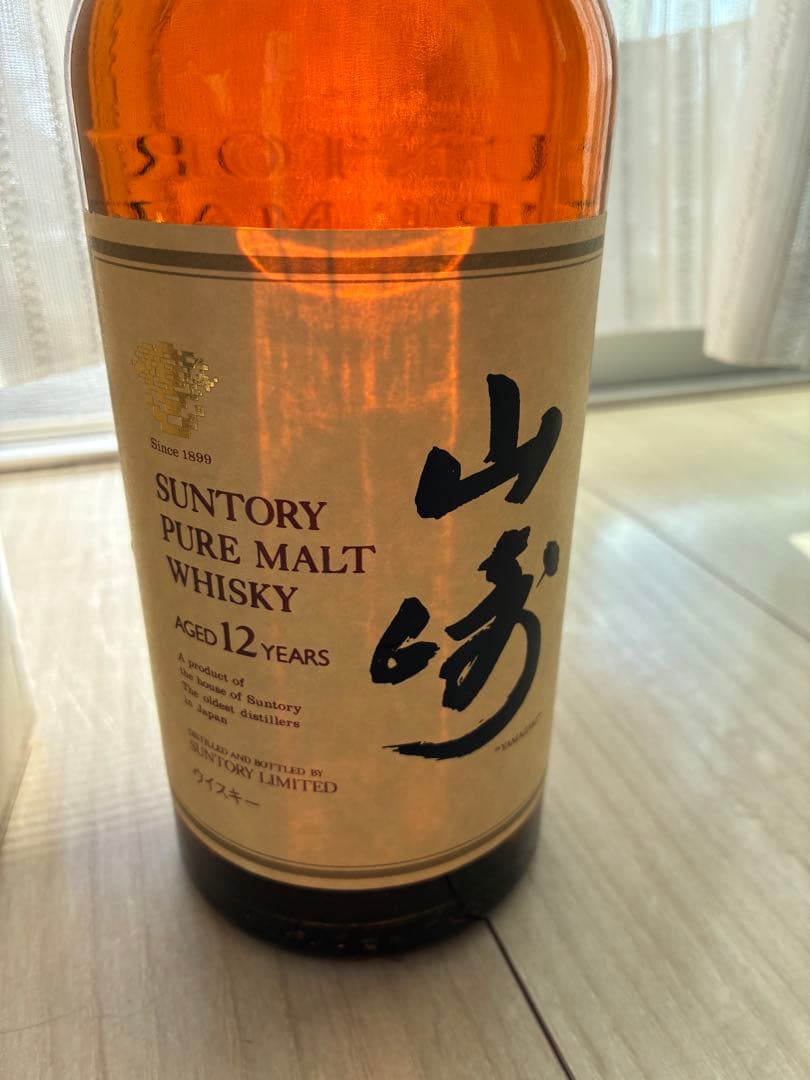 Since 1899
SUNTORY
PURE MALT
WHISKY
AGED 12 YEARS
A product of
the house of Suntory
The oldest distillers
in Japan
DISTILLED AND BOTTLED BY
SUNTORY LIMITED
ウイスキー
山崎
"YAMAZAKI"